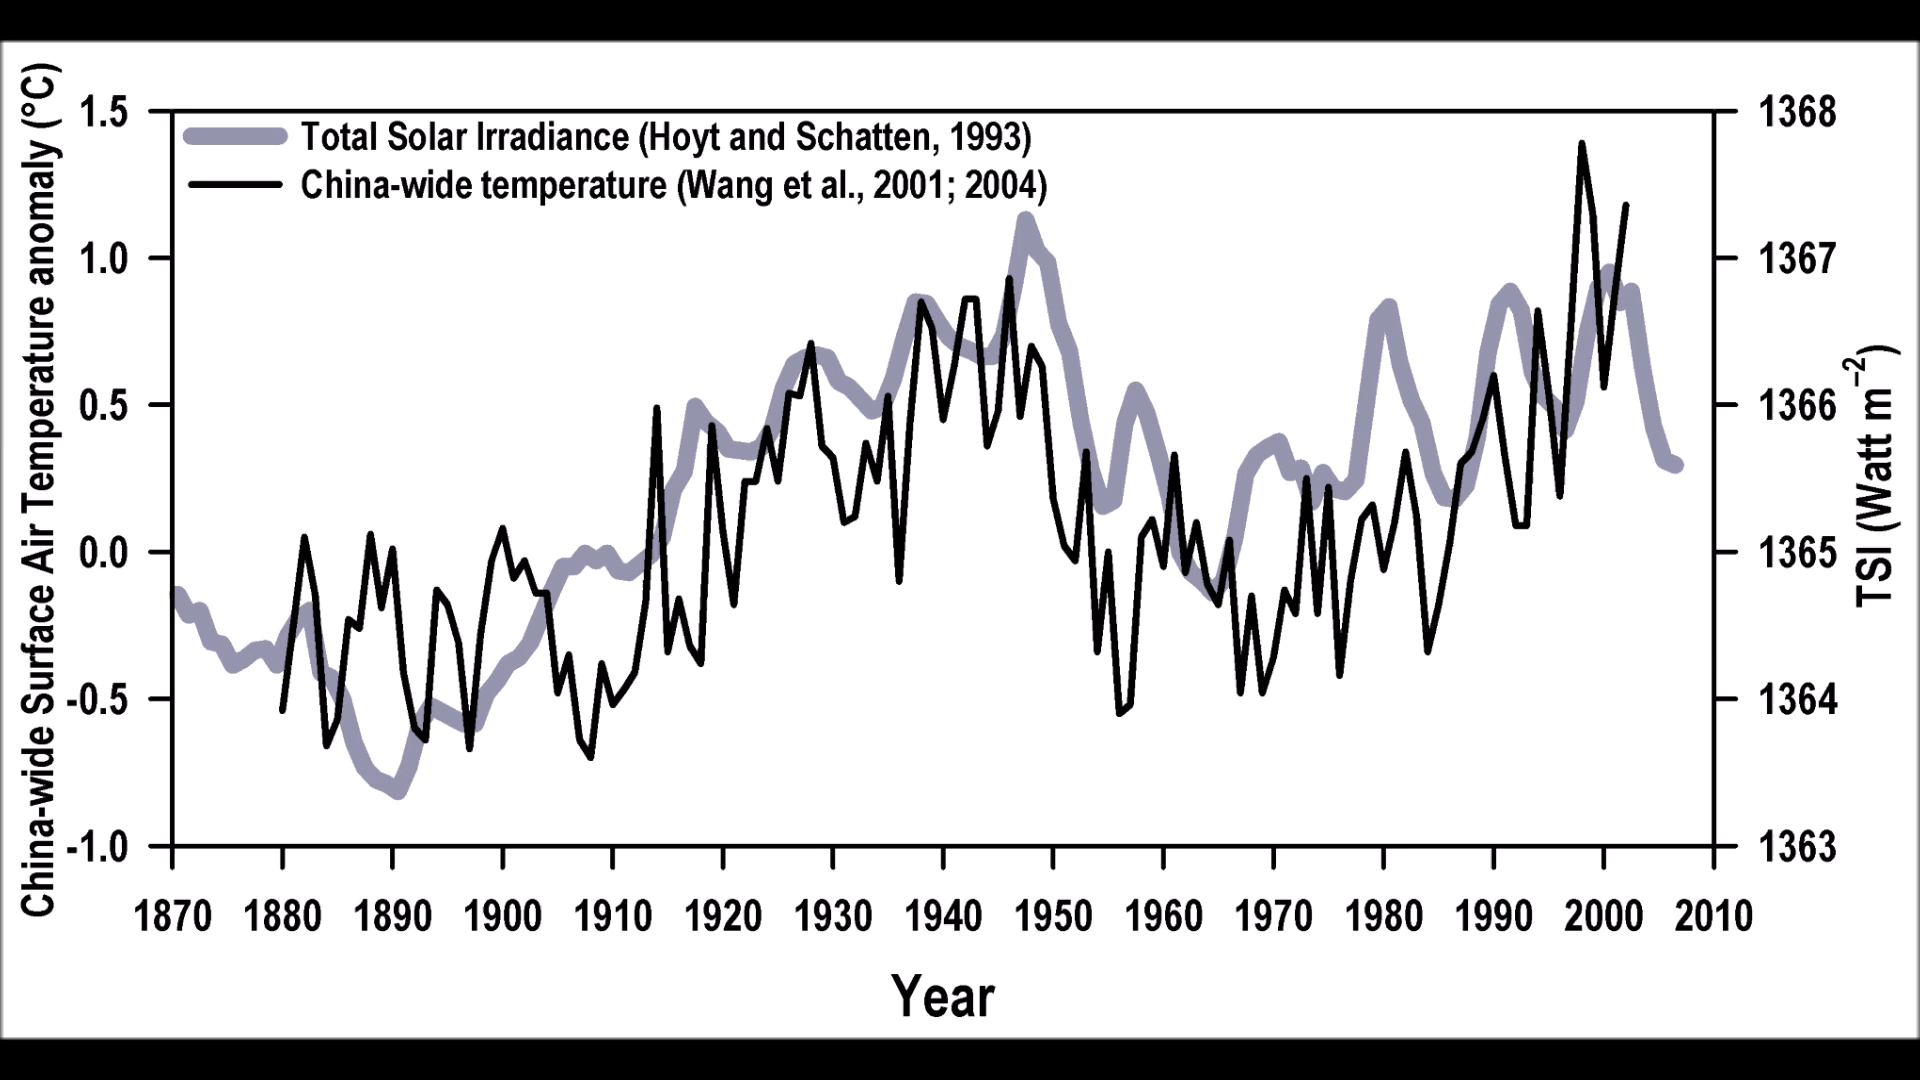 China-wide Surface Air Temperature anomaly (°C)
1.5
1.0
0.5
0.0
-0.5
-1.0
Total Solar Irradiance (Hoyt and Schatten, 1993)
China-wide temperature (Wang et al., 2001; 2004)
1368
1367
1366
1365
1364
1363
TSI (Watt m⁻²)
1870 1880 1890 1900 1910 1920 1930 1940 1950 1960 1970 1980 1990 2000 2010
Year